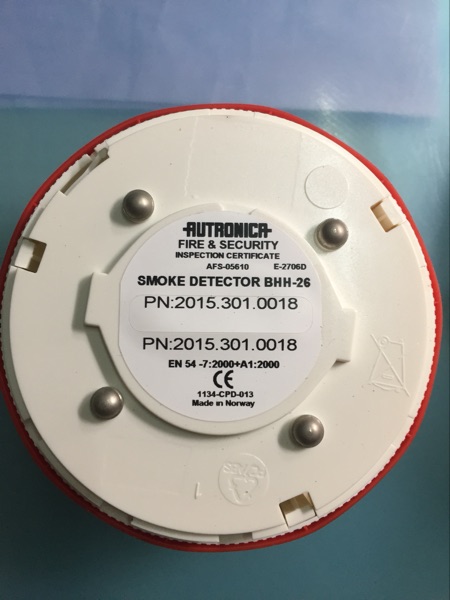 AUTRONICA
FIRE & SECURITY
INSPECTION CERTIFICATE
AFS-05610 E-2706D
SMOKE DETECTOR BHH-26
PN:2015.301.0018
PN:2015.301.0018
EN 54 -7:2000+A1:2000
CE
1134-CPD-013
Made in Norway
1